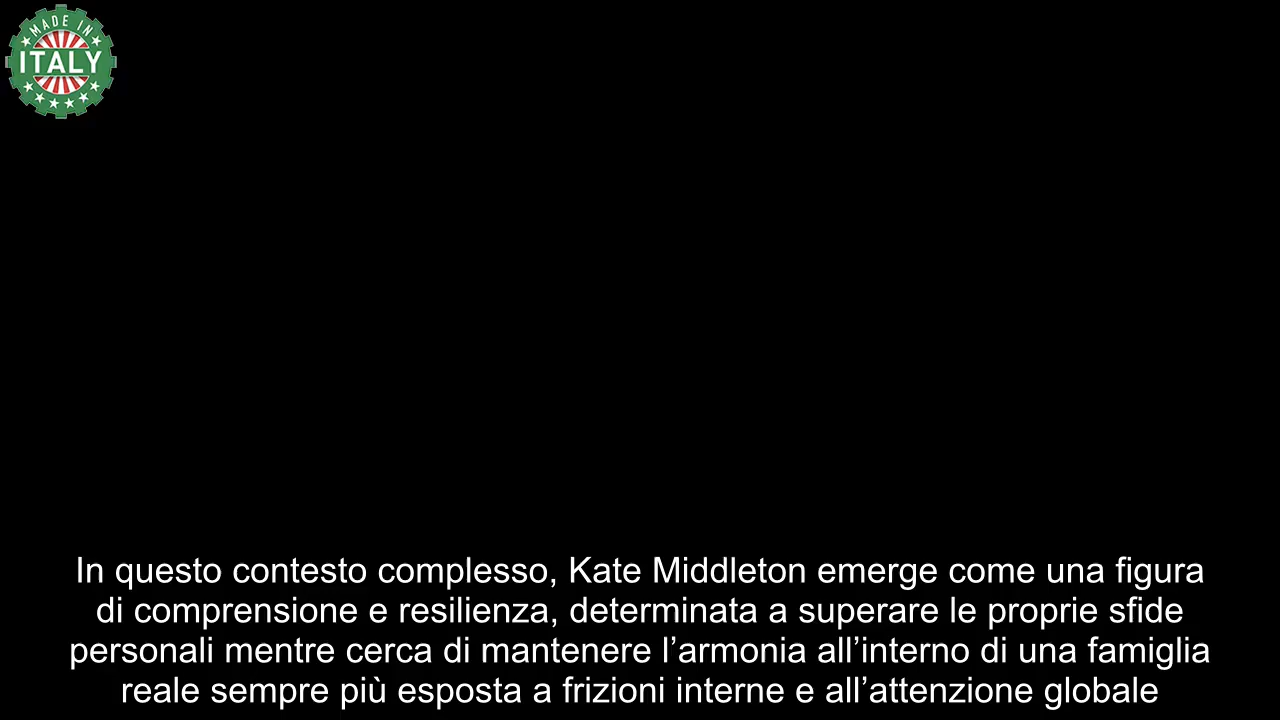 MADE IN
ITALY
In questo contesto complesso, Kate Middleton emerge come una figura
di comprensione e resilienza, determinata a superare le proprie sfide
personali mentre cerca di mantenere l’armonia all’interno di una famiglia
reale sempre più esposta a frizioni interne e all’attenzione globale